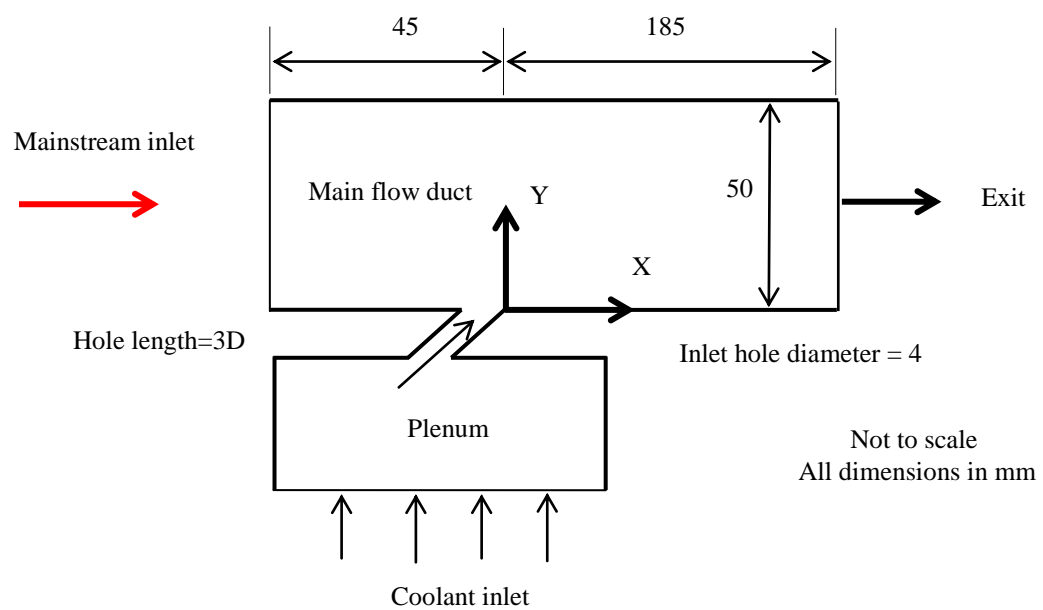 45
185
Mainstream inlet
Main flow duct
Y
50
Exit
X
Hole length=3D
Inlet hole diameter = 4
Plenum
Not to scale
All dimensions in mm
Coolant inlet